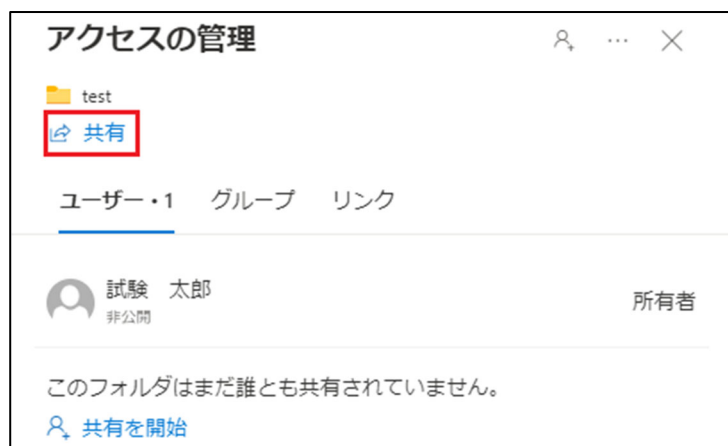 アクセスの管理
test
共有
ユーザー・1 グループ リンク
試験 太郎
非公開
所有者
このフォルダはまだ誰とも共有されていません。
共有を開始